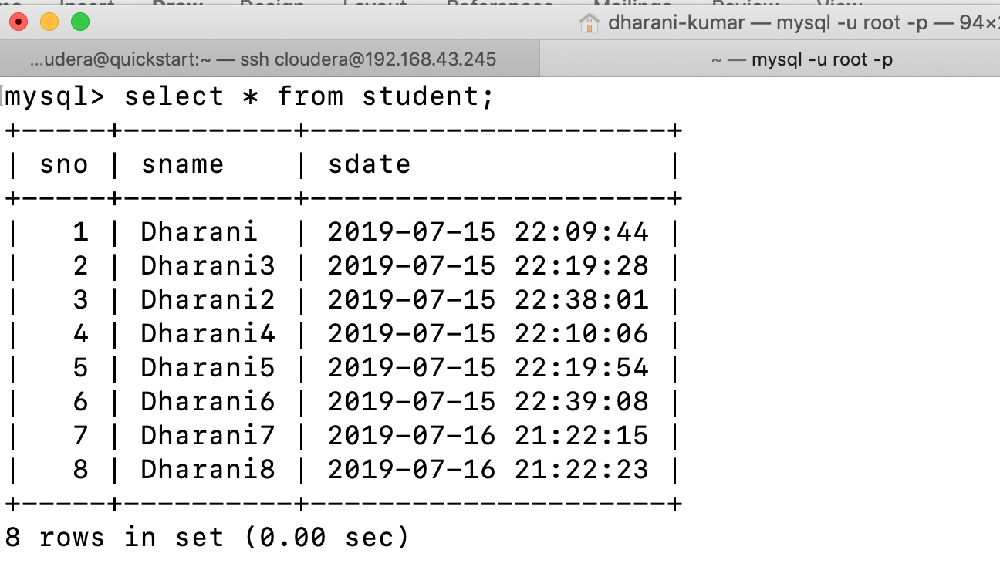 dharani-kumar — mysql -u root -p — 94×
...udera@quickstart:~ — ssh cloudera@192.168.43.245 ~ — mysql -u root -p
mysql> select * from student;
+-----+----------+---------------------+
| sno | sname    | sdate               |
+-----+----------+---------------------+
|   1 | Dharani  | 2019-07-15 22:09:44 |
|   2 | Dharani3 | 2019-07-15 22:19:28 |
|   3 | Dharani2 | 2019-07-15 22:38:01 |
|   4 | Dharani4 | 2019-07-15 22:10:06 |
|   5 | Dharani5 | 2019-07-15 22:19:54 |
|   6 | Dharani6 | 2019-07-15 22:39:08 |
|   7 | Dharani7 | 2019-07-16 21:22:15 |
|   8 | Dharani8 | 2019-07-16 21:22:23 |
+-----+----------+---------------------+
8 rows in set (0.00 sec)